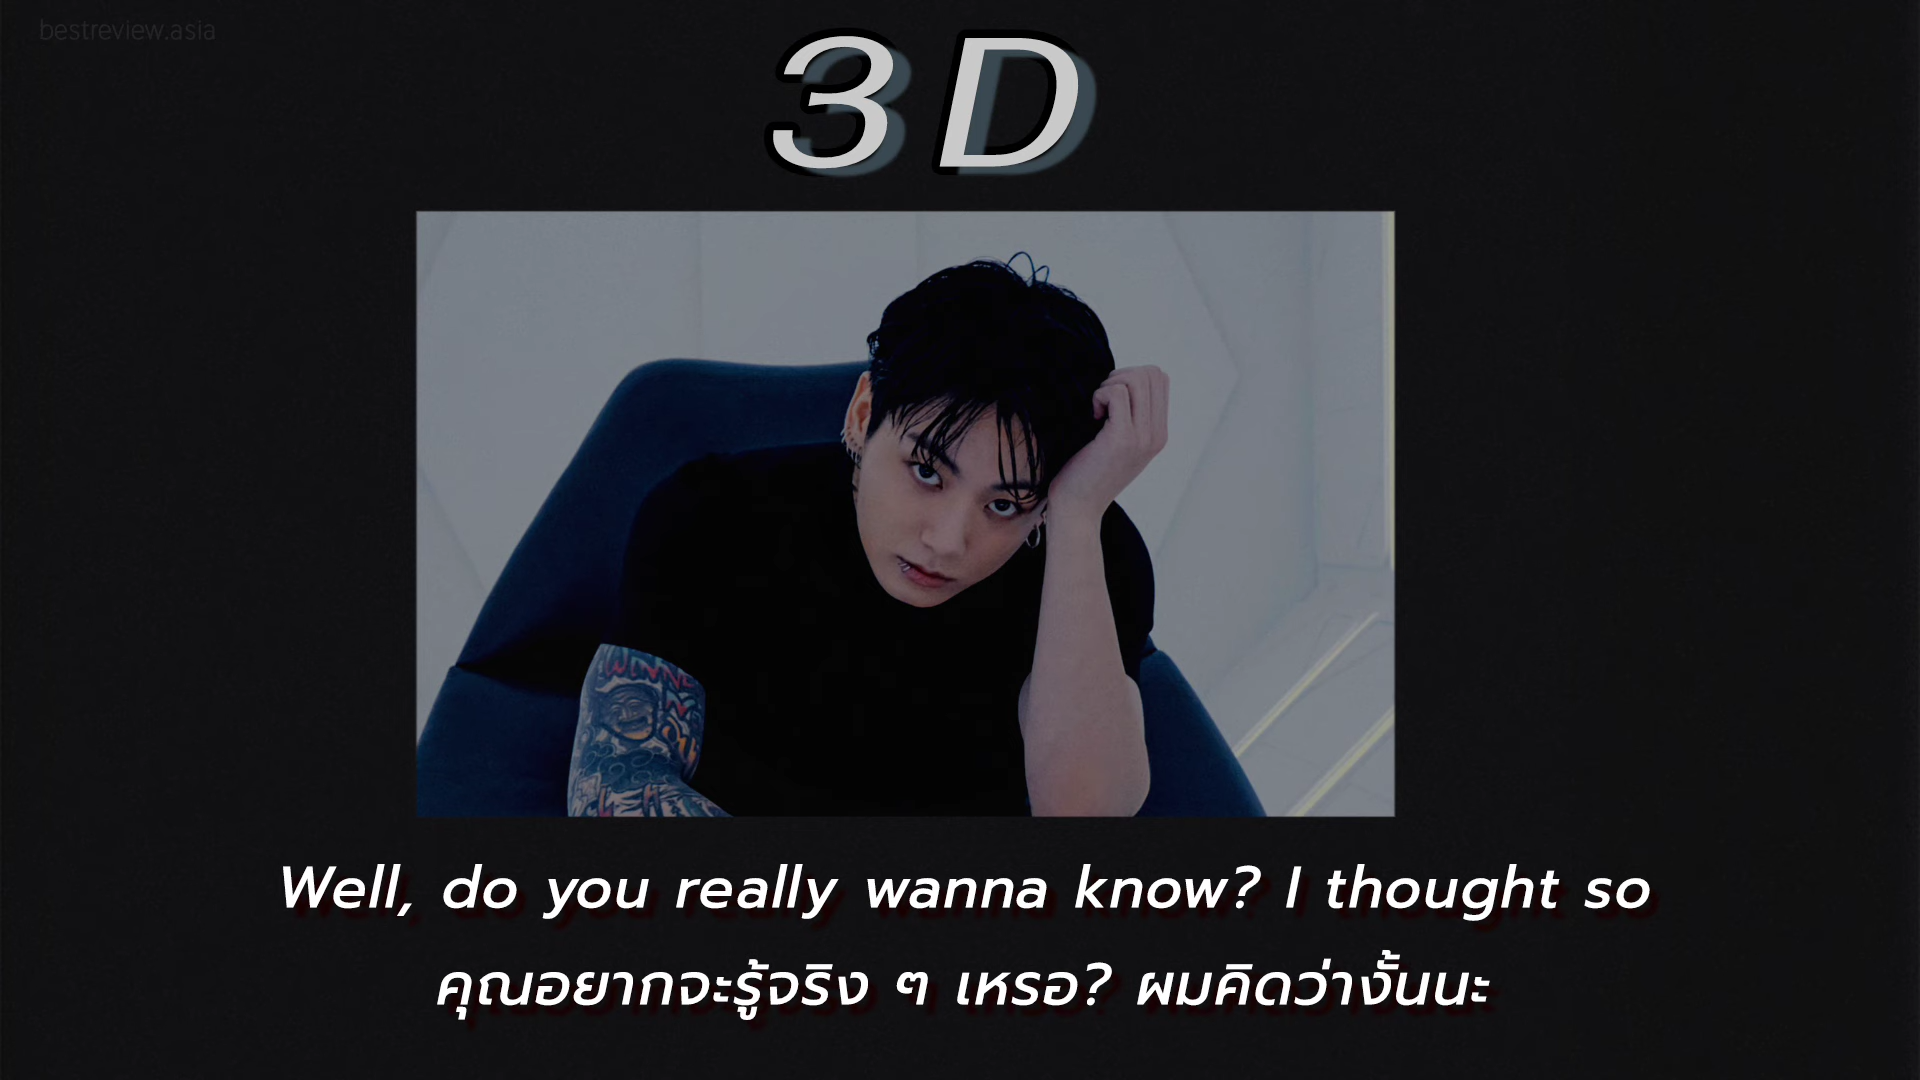 bestreview.asia
3D
Well, do you really wanna know? I thought so
คุณอยากจะรู้จริง ๆ เหรอ? ผมคิดว่างั้นนะ